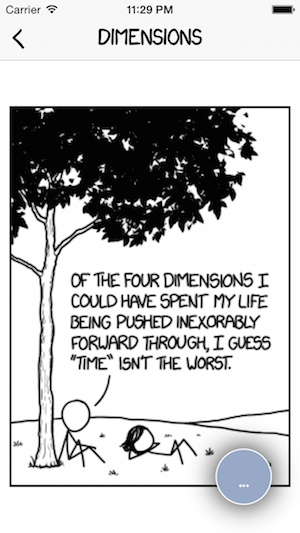 Carrier 11:29 PM
DIMENSIONS
OF THE FOUR DIMENSIONS I
COULD HAVE SPENT MY LIFE
BEING PUSHED INEXORABLY
FORWARD THROUGH, I GUESS
"TIME" ISN'T THE WORST.
...